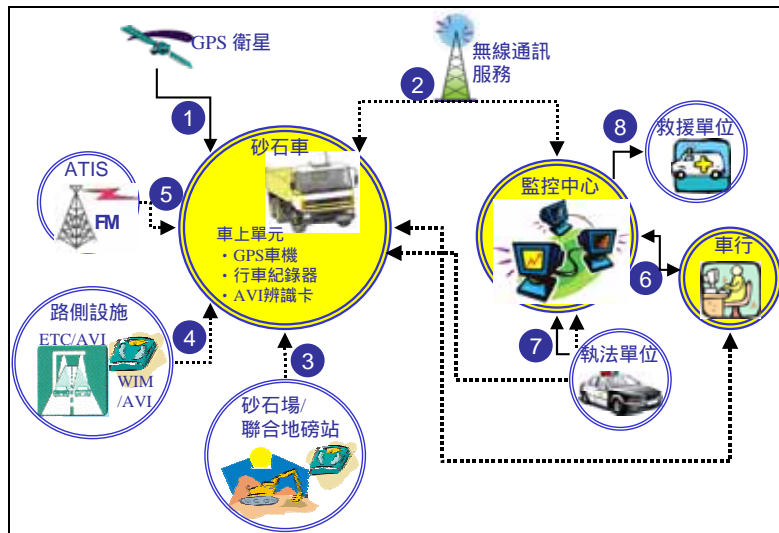 GPS 衛星
1
無線通訊
服務
2
8
救援單位
砂石車
ATIS
FM
5
監控中心
車上單元
・GPS車機
・行車紀錄器
・AVI辨識卡
車行
6
路側設施
ETC/AVI
WIM
/AVI
4
3
7
執法單位
砂石場/
聯合地磅站